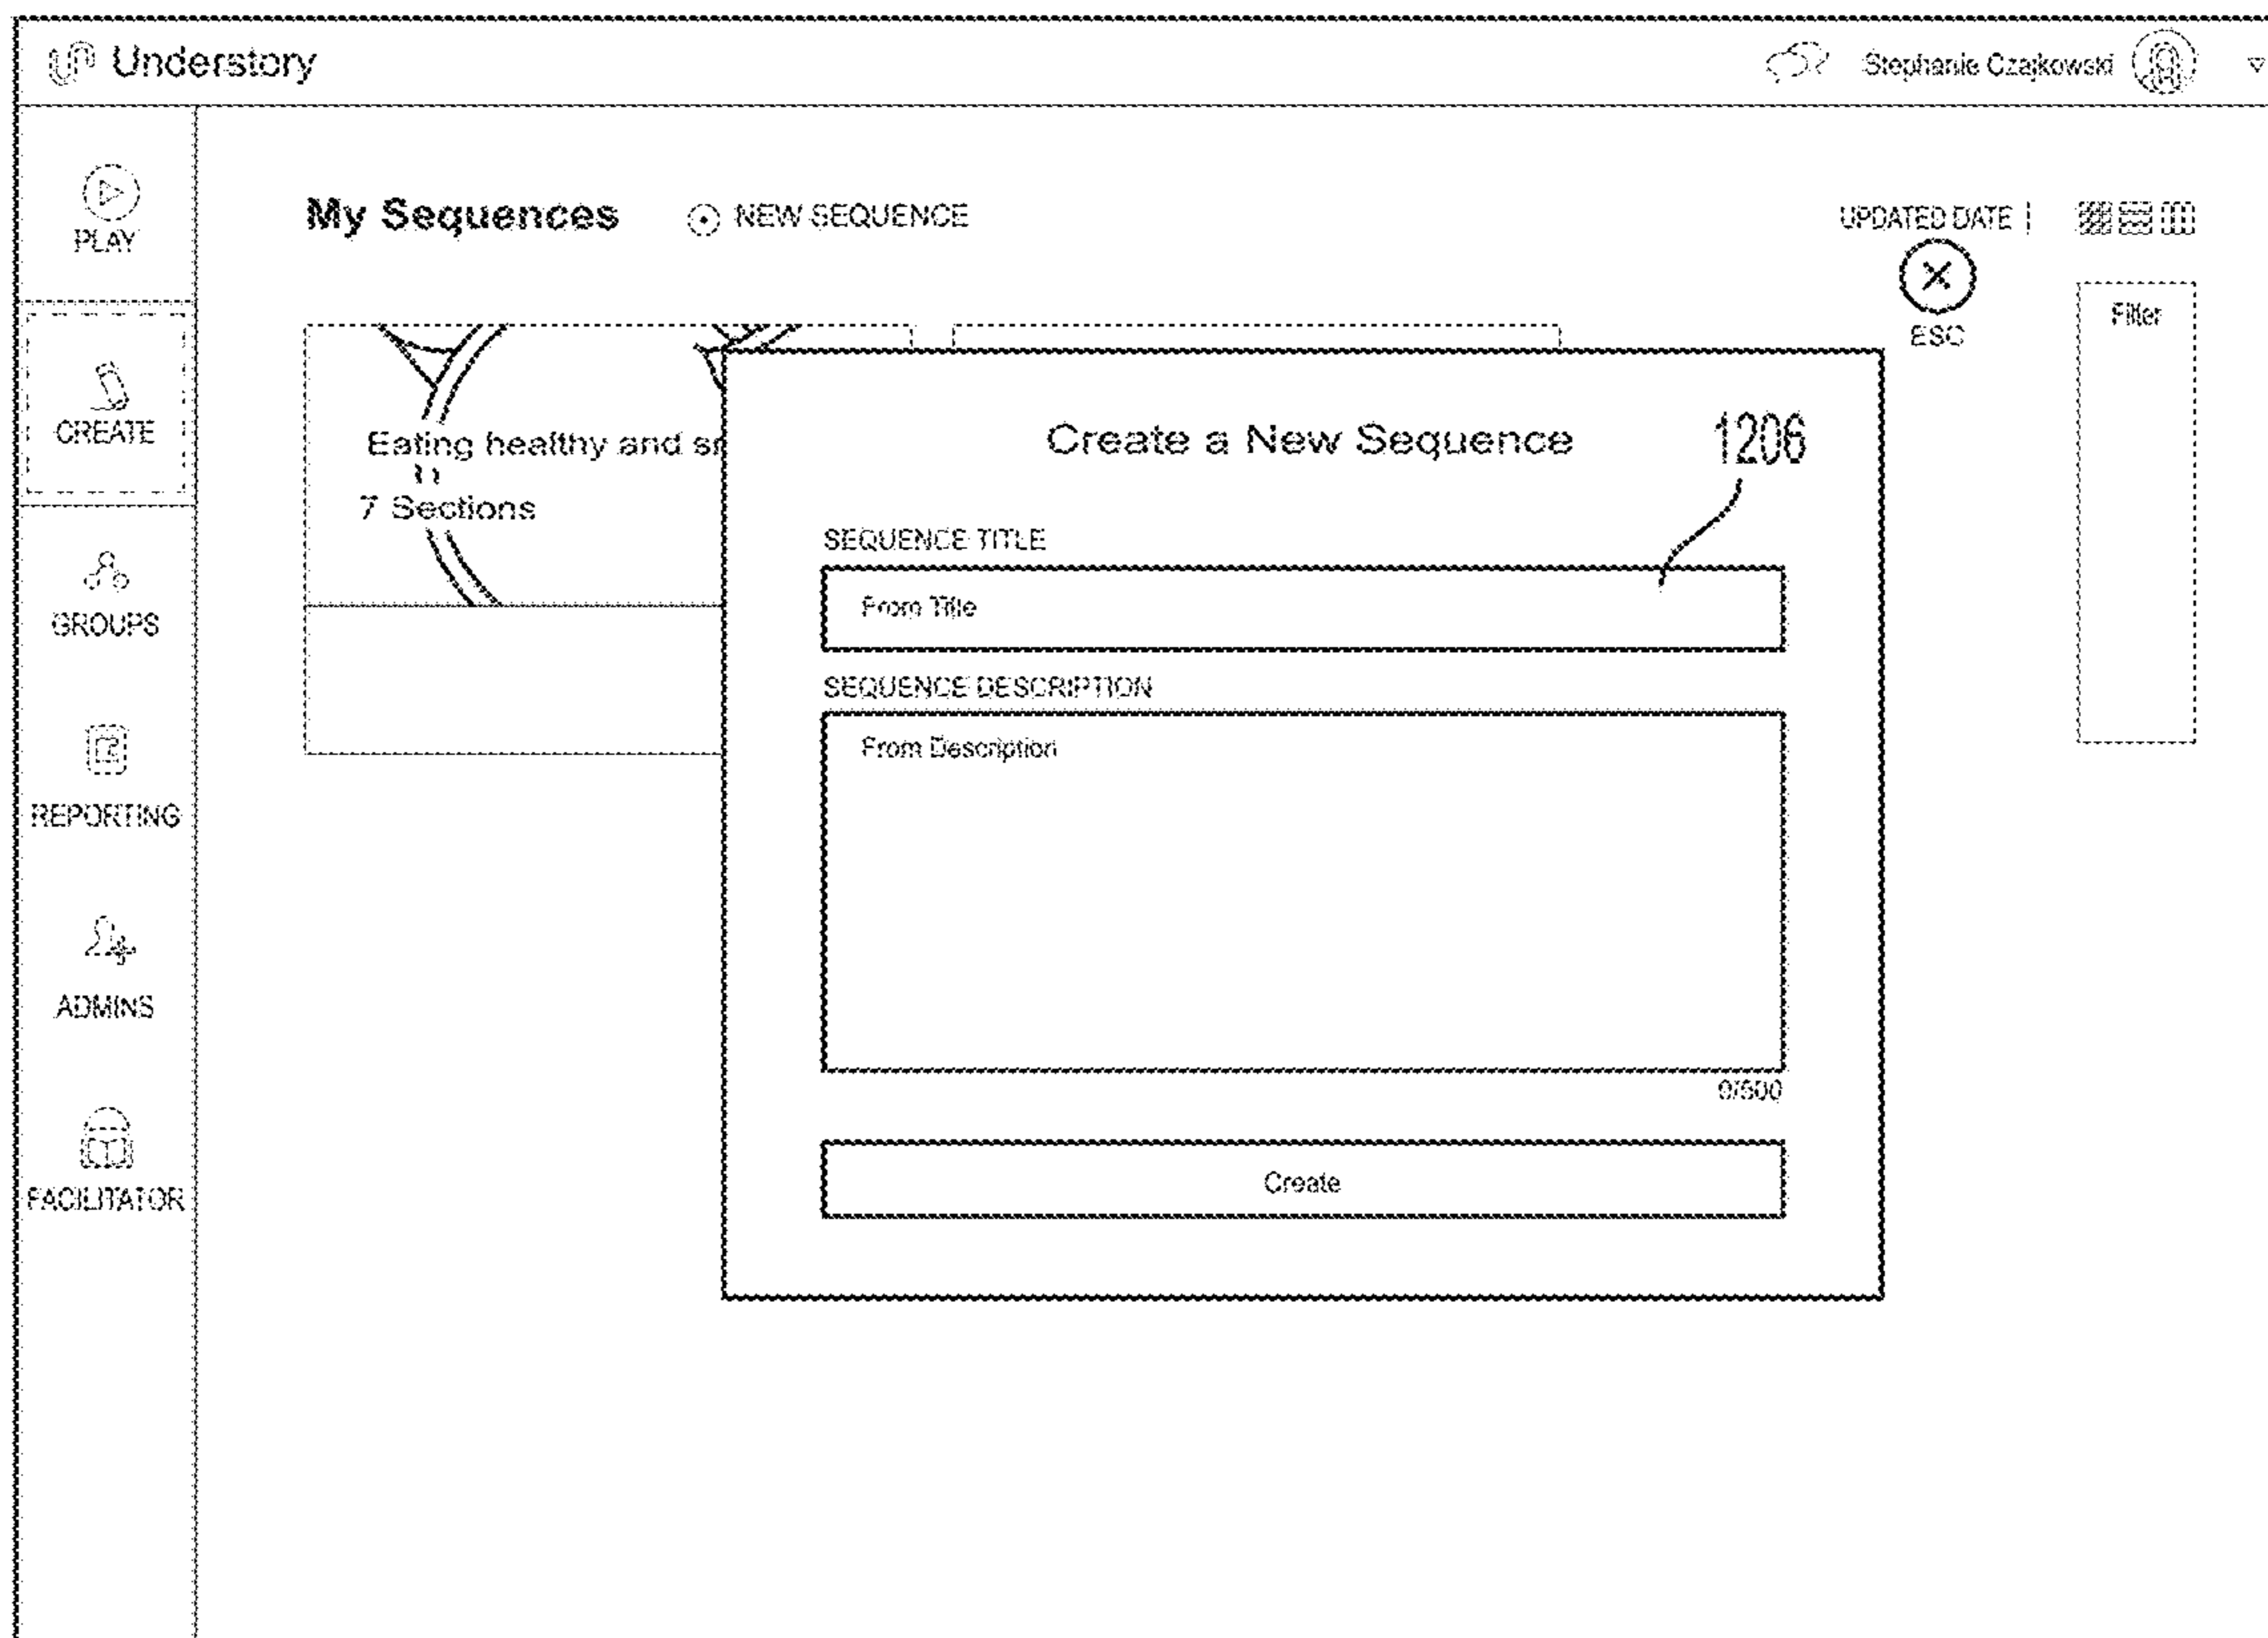 Understory
Stephanie Czajkowski
PLAY
CREATE
GROUPS
REPORTING
ADMINS
FACILITATOR
My Sequences
NEW SEQUENCE
UPDATED DATE
ESC
Filter
Eating healthy and sr
7 Sections
Create a New Sequence
1206
SEQUENCE TITLE
From Title
SEQUENCE DESCRIPTION
From Description
0/500
Create